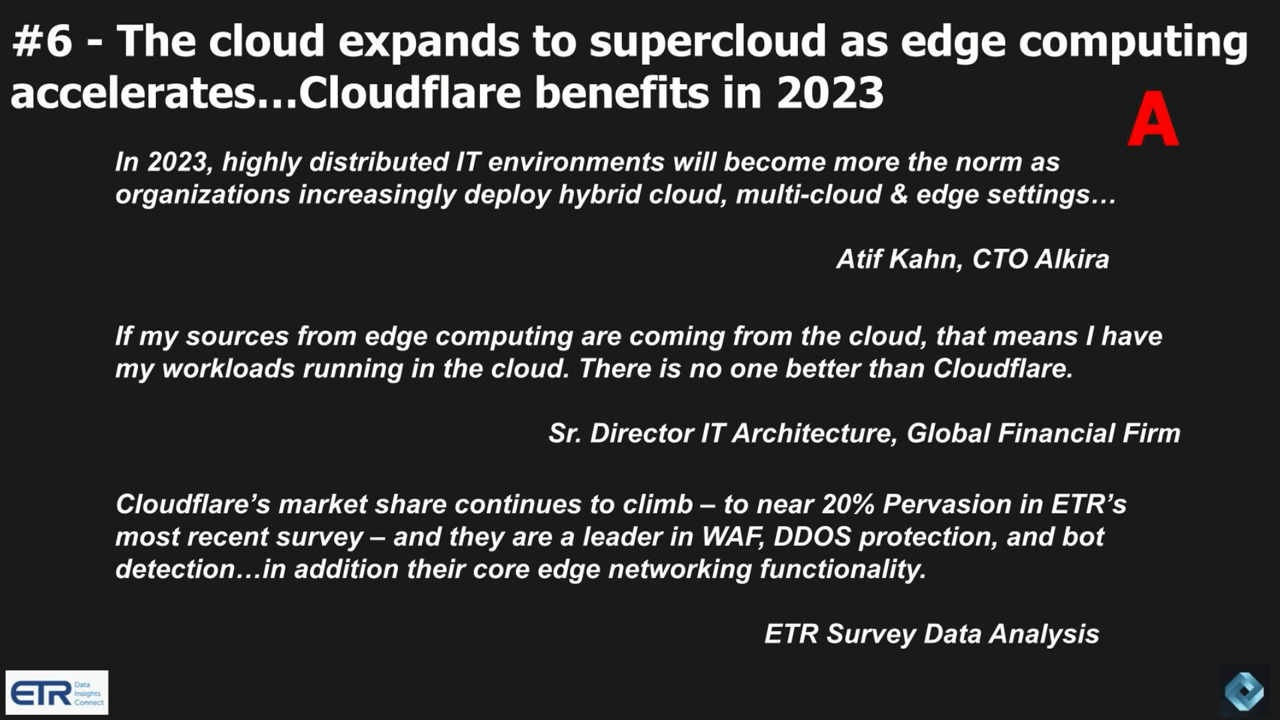 #6 - The cloud expands to supercloud as edge computing
accelerates…Cloudflare benefits in 2023
A
In 2023, highly distributed IT environments will become more the norm as
organizations increasingly deploy hybrid cloud, multi-cloud & edge settings…
Atif Kahn, CTO Alkira
If my sources from edge computing are coming from the cloud, that means I have
my workloads running in the cloud. There is no one better than Cloudflare.
Sr. Director IT Architecture, Global Financial Firm
Cloudflare’s market share continues to climb – to near 20% Pervasion in ETR’s
most recent survey – and they are a leader in WAF, DDOS protection, and bot
detection…in addition their core edge networking functionality.
ETR Survey Data Analysis
ETR
Data
Insights
Connect